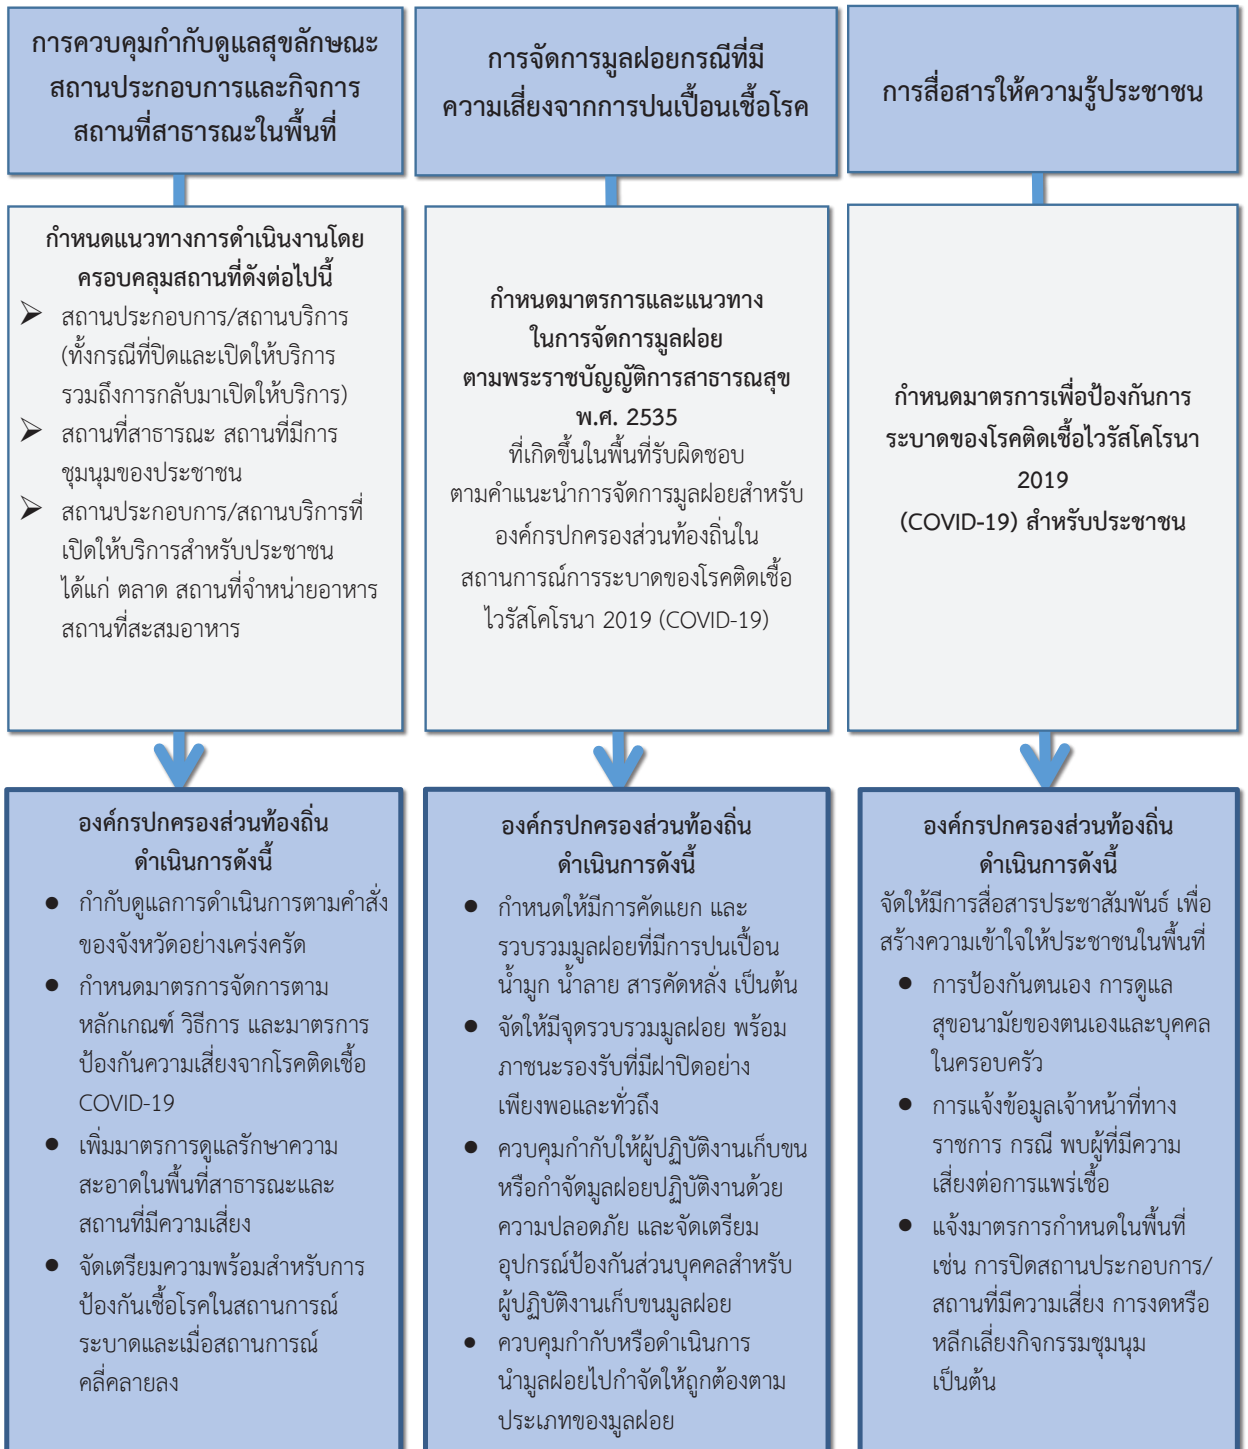 การควบคุมกำกับดูแลสุขลักษณะ
สถานประกอบการและกิจการ
สถานที่สาธารณะในพื้นที่
กำหนดแนวทางการดำเนินงานโดย
ครอบคลุมสถานที่ดังต่อไปนี้
➢ สถานประกอบการ/สถานบริการ
(ทั้งกรณีที่ปิดและเปิดให้บริการ
รวมถึงการกลับมาเปิดให้บริการ)
➢ สถานที่สาธารณะ สถานที่มีการ
ชุมนุมของประชาชน
➢ สถานประกอบการ/สถานบริการที่
เปิดให้บริการสำหรับประชาชน
ได้แก่ ตลาด สถานที่จำหน่ายอาหาร
สถานที่สะสมอาหาร
องค์กรปกครองส่วนท้องถิ่น
ดำเนินการดังนี้
● กำกับดูแลการดำเนินการตามคำสั่ง
ของจังหวัดอย่างเคร่งครัด
● กำหนดมาตรการจัดการตาม
หลักเกณฑ์ วิธีการ และมาตรการ
ป้องกันความเสี่ยงจากโรคติดเชื้อ
COVID-19
● เพิ่มมาตรการดูแลรักษาความ
สะอาดในพื้นที่สาธารณะและ
สถานที่มีความเสี่ยง
● จัดเตรียมความพร้อมสำหรับการ
ป้องกันเชื้อโรคในสถานการณ์
ระบาดและเมื่อสถานการณ์
คลี่คลายลง
การจัดการมูลฝอยกรณีที่มี
ความเสี่ยงจากการปนเปื้อนเชื้อโรค
กำหนดมาตรการและแนวทาง
ในการจัดการมูลฝอย
ตามพระราชบัญญัติการสาธารณสุข
พ.ศ. 2535
ที่เกิดขึ้นในพื้นที่รับผิดชอบ
ตามคำแนะนำการจัดการมูลฝอยสำหรับ
องค์กรปกครองส่วนท้องถิ่นใน
สถานการณ์การระบาดของโรคติดเชื้อ
ไวรัสโคโรนา 2019 (COVID-19)
องค์กรปกครองส่วนท้องถิ่น
ดำเนินการดังนี้
● กำหนดให้มีการคัดแยก และ
รวบรวมมูลฝอยที่มีการปนเปื้อน
น้ำมูก น้ำลาย สารคัดหลั่ง เป็นต้น
● จัดให้มีจุดรวบรวมมูลฝอย พร้อม
ภาชนะรองรับที่มีฝาปิดอย่าง
เพียงพอและทั่วถึง
● ควบคุมกำกับให้ผู้ปฏิบัติงานเก็บขน
หรือกำจัดมูลฝอยปฏิบัติงานด้วย
ความปลอดภัย และจัดเตรียม
อุปกรณ์ป้องกันส่วนบุคคลสำหรับ
ผู้ปฏิบัติงานเก็บขนมูลฝอย
● ควบคุมกำกับหรือดำเนินการ
นำมูลฝอยไปกำจัดให้ถูกต้องตาม
ประเภทของมูลฝอย
การสื่อสารให้ความรู้ประชาชน
กำหนดมาตรการเพื่อป้องกันการ
ระบาดของโรคติดเชื้อไวรัสโคโรนา
2019
(COVID-19) สำหรับประชาชน
องค์กรปกครองส่วนท้องถิ่น
ดำเนินการดังนี้
จัดให้มีการสื่อสารประชาสัมพันธ์ เพื่อ
สร้างความเข้าใจให้ประชาชนในพื้นที่
● การป้องกันตนเอง การดูแล
สุขอนามัยของตนเองและบุคคล
ในครอบครัว
● การแจ้งข้อมูลเจ้าหน้าที่ทาง
ราชการ กรณี พบผู้ที่มีความ
เสี่ยงต่อการแพร่เชื้อ
● แจ้งมาตรการกำหนดในพื้นที่
เช่น การปิดสถานประกอบการ/
สถานที่มีความเสี่ยง การงดหรือ
หลีกเลี่ยงกิจกรรมชุมนุม
เป็นต้น